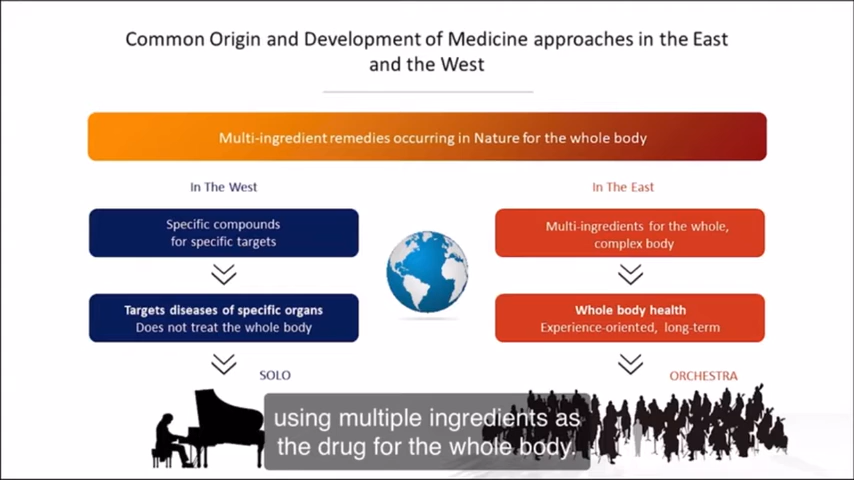 Common Origin and Development of Medicine approaches in the East
and the West
Multi-ingredient remedies occurring in Nature for the whole body
In The West
In The East
Specific compounds
for specific targets
Multi-ingredients for the whole,
complex body
Targets diseases of specific organs
Does not treat the whole body
Whole body health
Experience-oriented, long-term
SOLO
ORCHESTRA
using multiple ingredients as
the drug for the whole body.